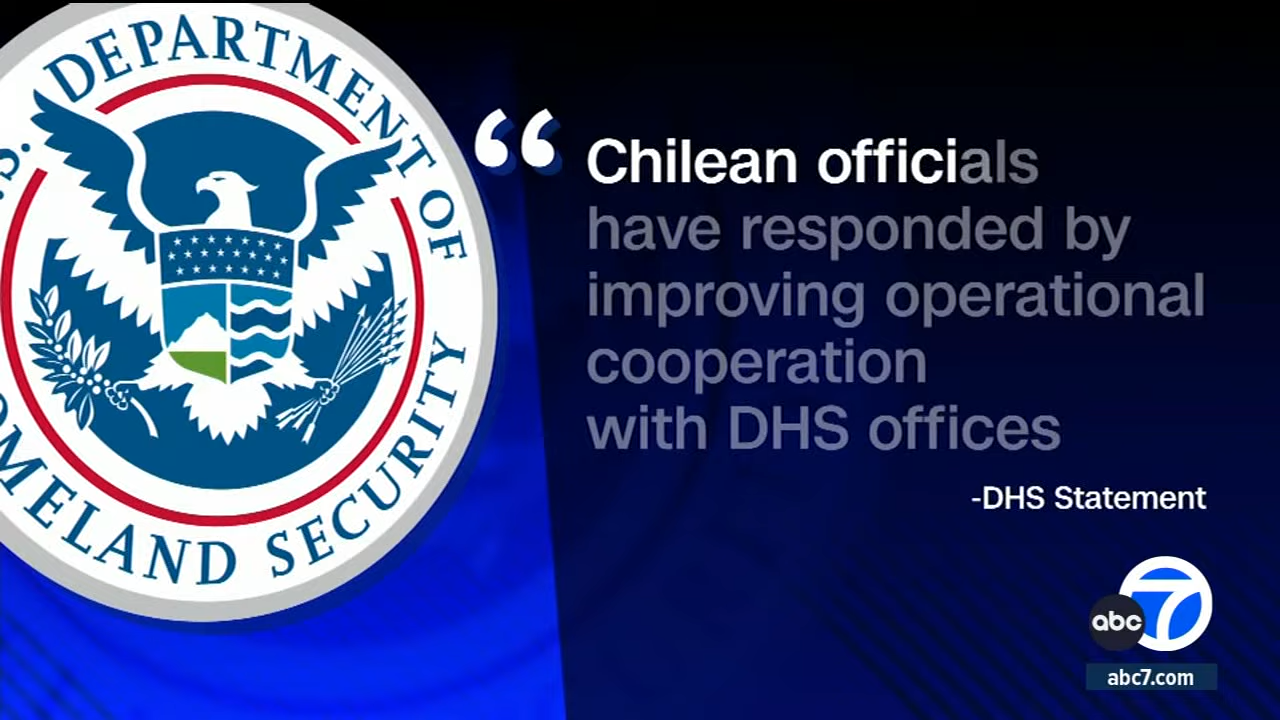 U.S. DEPARTMENT OF
HOMELAND SECURITY
“ Chilean officials
have responded by
improving operational
cooperation
with DHS offices
-DHS Statement
abc 7
abc7.com